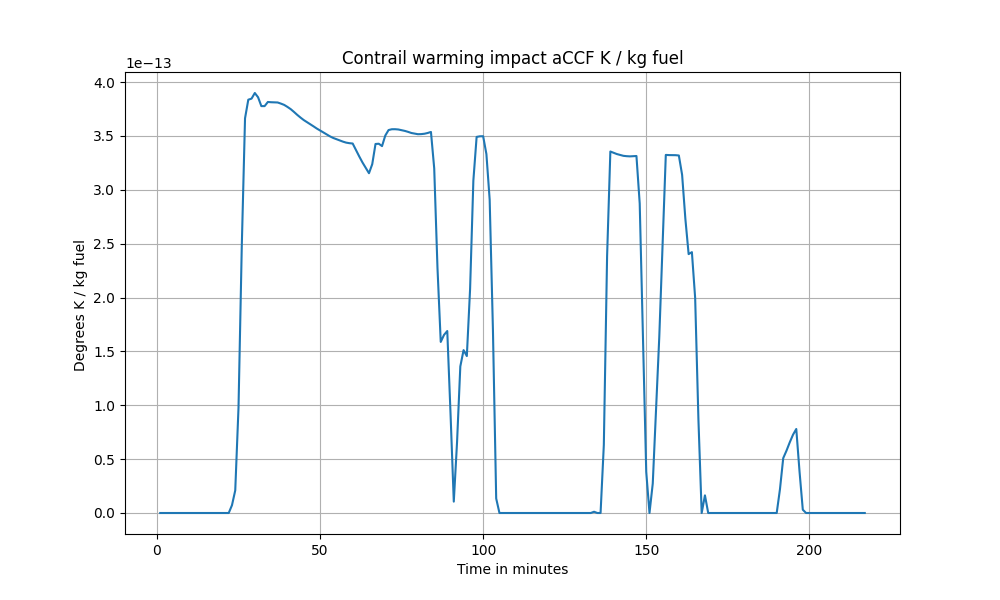 Contrail warming impact aCCF K / kg fuel
1e−13
4.0
3.5
3.0
2.5
2.0
1.5
1.0
0.5
0.0
Degrees K / kg fuel
0 50 100 150 200
Time in minutes